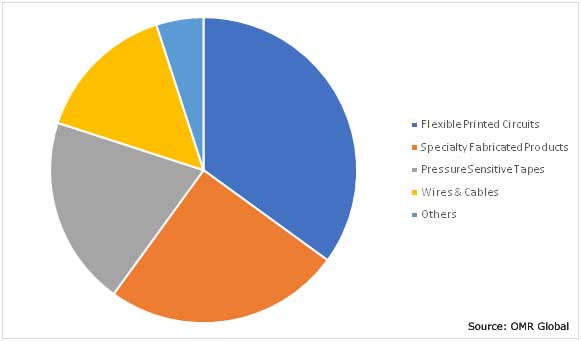 Flexible Printed Circuits
Specialty Fabricated Products
Pressure Sensitive Tapes
Wires & Cables
Others
Source: OMR Global